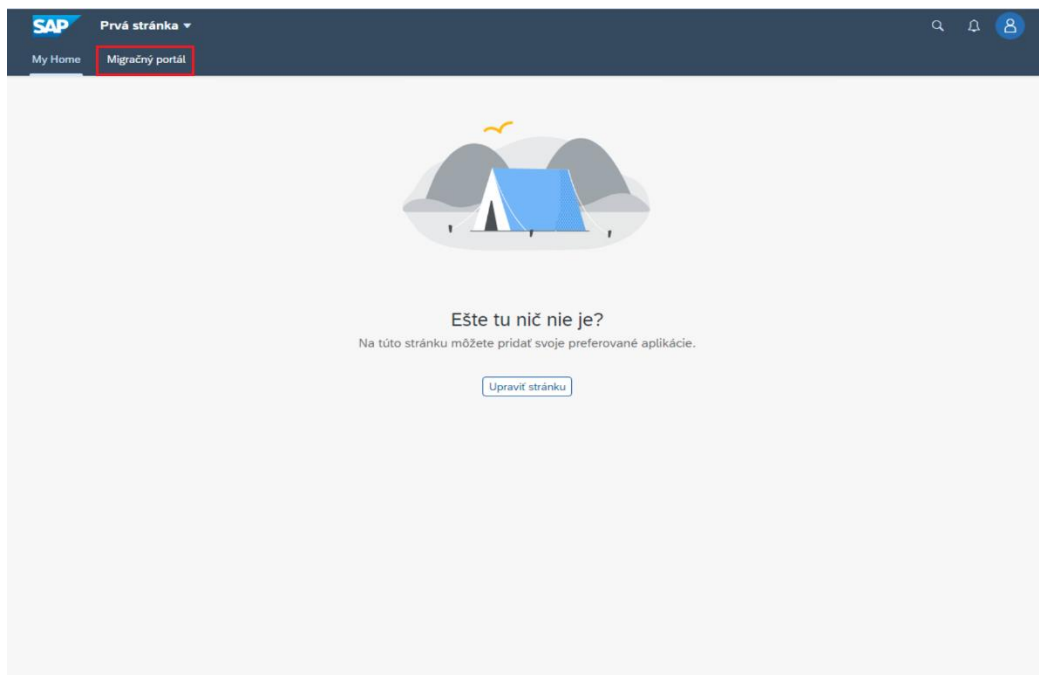 SAP Prvá stránka
My Home Migračný portál
Ešte tu nič nie je?
Na túto stránku môžete pridať svoje preferované aplikácie.
Upraviť stránku